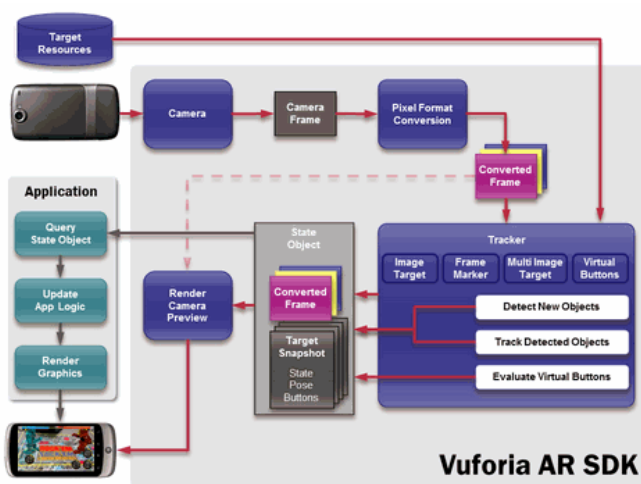 Target
Resources
Camera
Camera
Frame
Pixel Format
Conversion
Converted
Frame
Application
Query
State Object
Update
App Logic
Render
Graphics
Render
Camera
Preview
State
Object
Converted
Frame
Target
Snapshot
State
Pose
Buttons
Tracker
Image
Target
Frame
Marker
Multi Image
Target
Virtual
Buttons
Detect New Objects
Track Detected Objects
Evaluate Virtual Buttons
Vuforia AR SDK